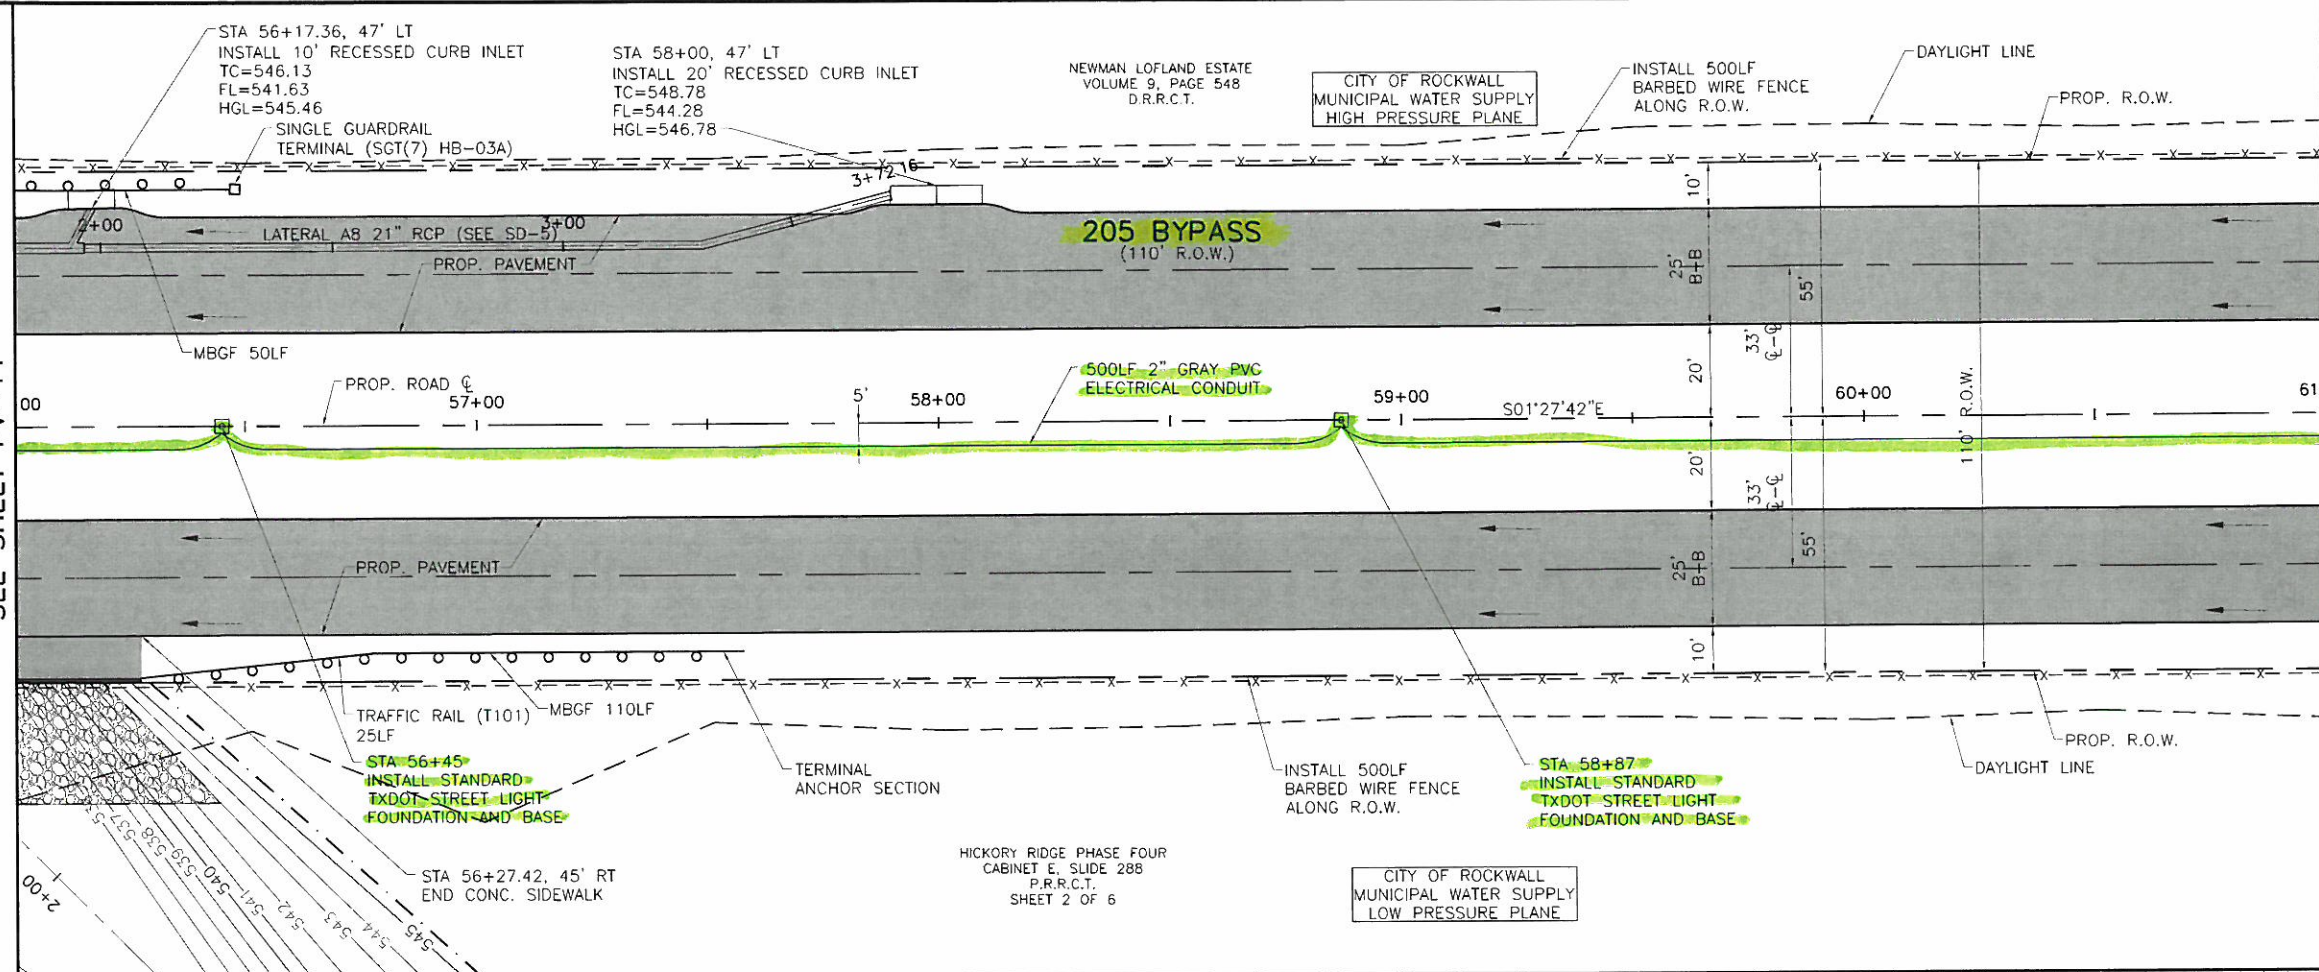 STA 56+17.36, 47' LT
INSTALL 10' RECESSED CURB INLET
TC=546.13
FL=541.63
HGL=545.46
SINGLE GUARDRAIL
TERMINAL (SGT(7) HB-03A)
STA 58+00, 47' LT
INSTALL 20' RECESSED CURB INLET
TC=548.78
FL=544.28
HGL=546.78
NEWMAN LOFLAND ESTATE
VOLUME 9, PAGE 548
D.R.R.C.T.
CITY OF ROCKWALL
MUNICIPAL WATER SUPPLY
HIGH PRESSURE PLANE
INSTALL 500LF
BARBED WIRE FENCE
ALONG R.O.W.
DAYLIGHT LINE
PROP. R.O.W.
3+72.16
2+00
LATERAL A8 21" RCP (SEE SD-5)
3+00
PROP. PAVEMENT
205 BYPASS
(110' R.O.W.)
10'
25'
B-B
55'
MBGF 50LF
33'
℄-℄
20'
PROP. ROAD ℄
500LF 2" GRAY PVC
ELECTRICAL CONDUIT
00
57+00
5'
58+00
59+00
S01°27'42"E
60+00
61
110' R.O.W.
20'
33'
℄-℄
PROP. PAVEMENT
25'
B-B
55'
10'
TRAFFIC RAIL (T101)
25LF
MBGF 110LF
STA 56+45
INSTALL STANDARD
TXDOT STREET LIGHT
FOUNDATION AND BASE
TERMINAL
ANCHOR SECTION
INSTALL 500LF
BARBED WIRE FENCE
ALONG R.O.W.
STA 58+87
INSTALL STANDARD
TXDOT STREET LIGHT
FOUNDATION AND BASE
PROP. R.O.W.
DAYLIGHT LINE
STA 56+27.42, 45' RT
END CONC. SIDEWALK
HICKORY RIDGE PHASE FOUR
CABINET E, SLIDE 288
P.R.R.C.T.
SHEET 2 OF 6
CITY OF ROCKWALL
MUNICIPAL WATER SUPPLY
LOW PRESSURE PLANE
537
538
539
540
541
542
543
544
545
2+00